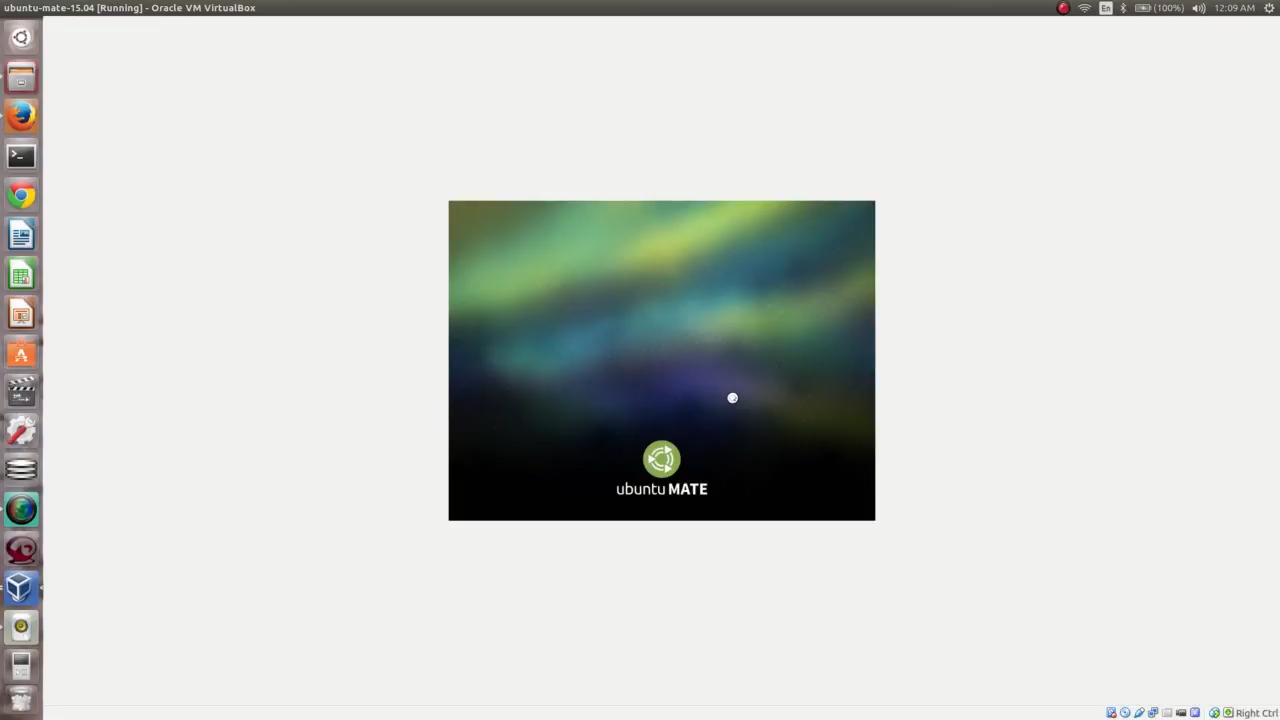 ubuntu-mate-15.04 [Running] - Oracle VM VirtualBox
En
(100%)
12:09 AM
ubuntu MATE
Right Ctrl